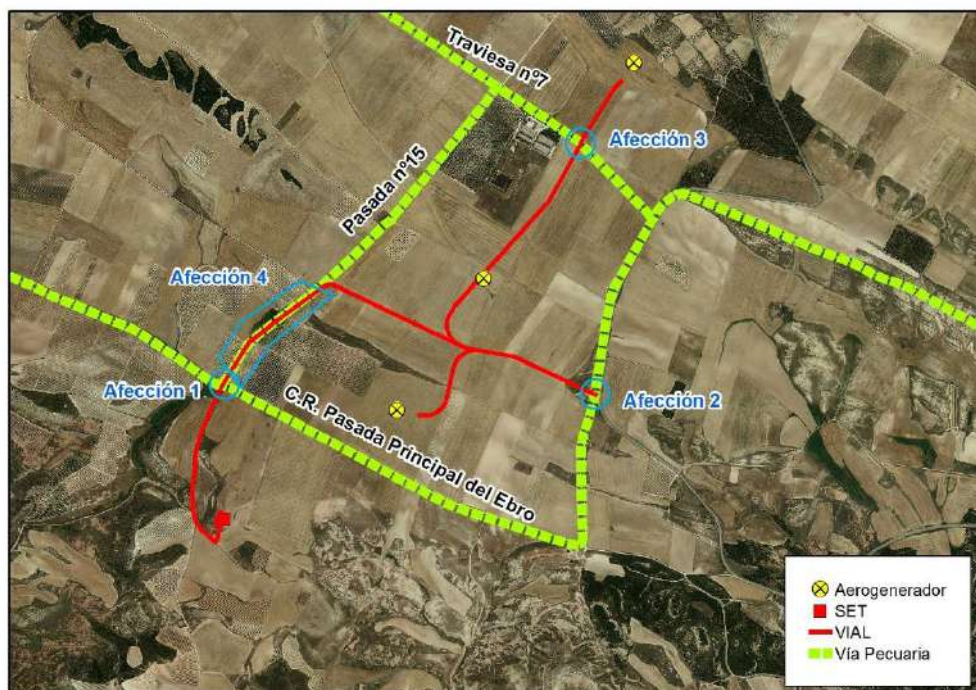 Traviesa nº7
Afección 3
Pasada nº15
Afección 4
Afección 1
C.R. Pasada Principal del Ebro
Afección 2
Aerogenerador
SET
VIAL
Vía Pecuaria